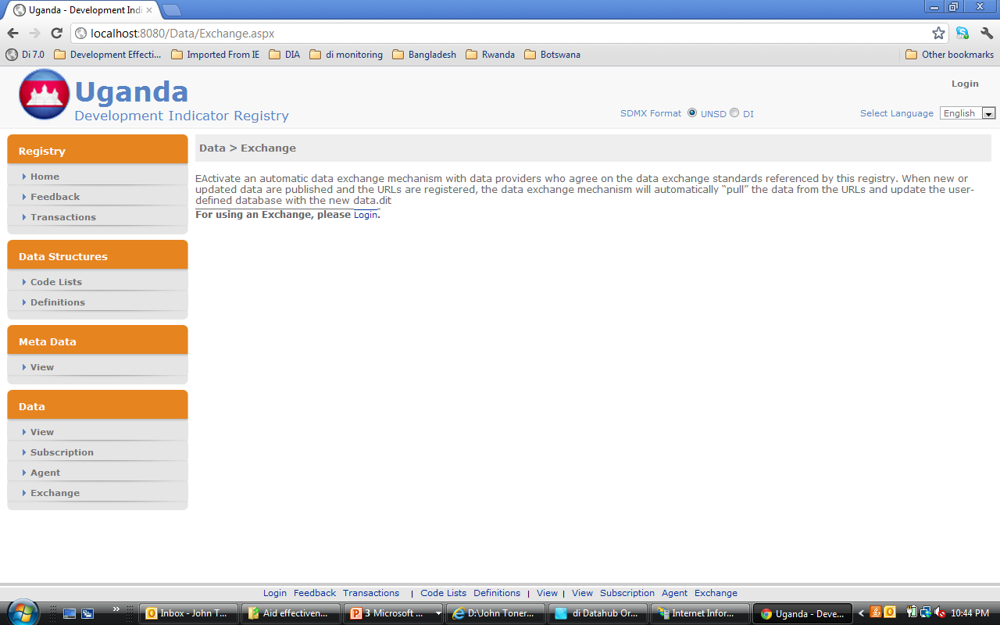 Uganda - Development Indi
localhost:8080/Data/Exchange.aspx
Di 7.0 Development Effecti... Imported From IE DIA di monitoring Bangladesh Rwanda Botswana Other bookmarks
Login
Uganda
Development Indicator Registry
SDMX Format UNSD DI Select Language English
Registry
Home
Feedback
Transactions
Data Structures
Code Lists
Definitions
Meta Data
View
Data
View
Subscription
Agent
Exchange
Data > Exchange
EActivate an automatic data exchange mechanism with data providers who agree on the data exchange standards referenced by this registry. When new or
updated data are published and the URLs are registered, the data exchange mechanism will automatically “pull” the data from the URLs and update the user-
defined database with the new data.dit
For using an Exchange, please Login.
Login Feedback Transactions | Code Lists Definitions | View | View Subscription Agent Exchange
Inbox - John T... Aid effectiven... 3 Microsoft ... D:\John Toner... di Datahub Or... Internet Infor... Uganda - Deve... 10:44 PM